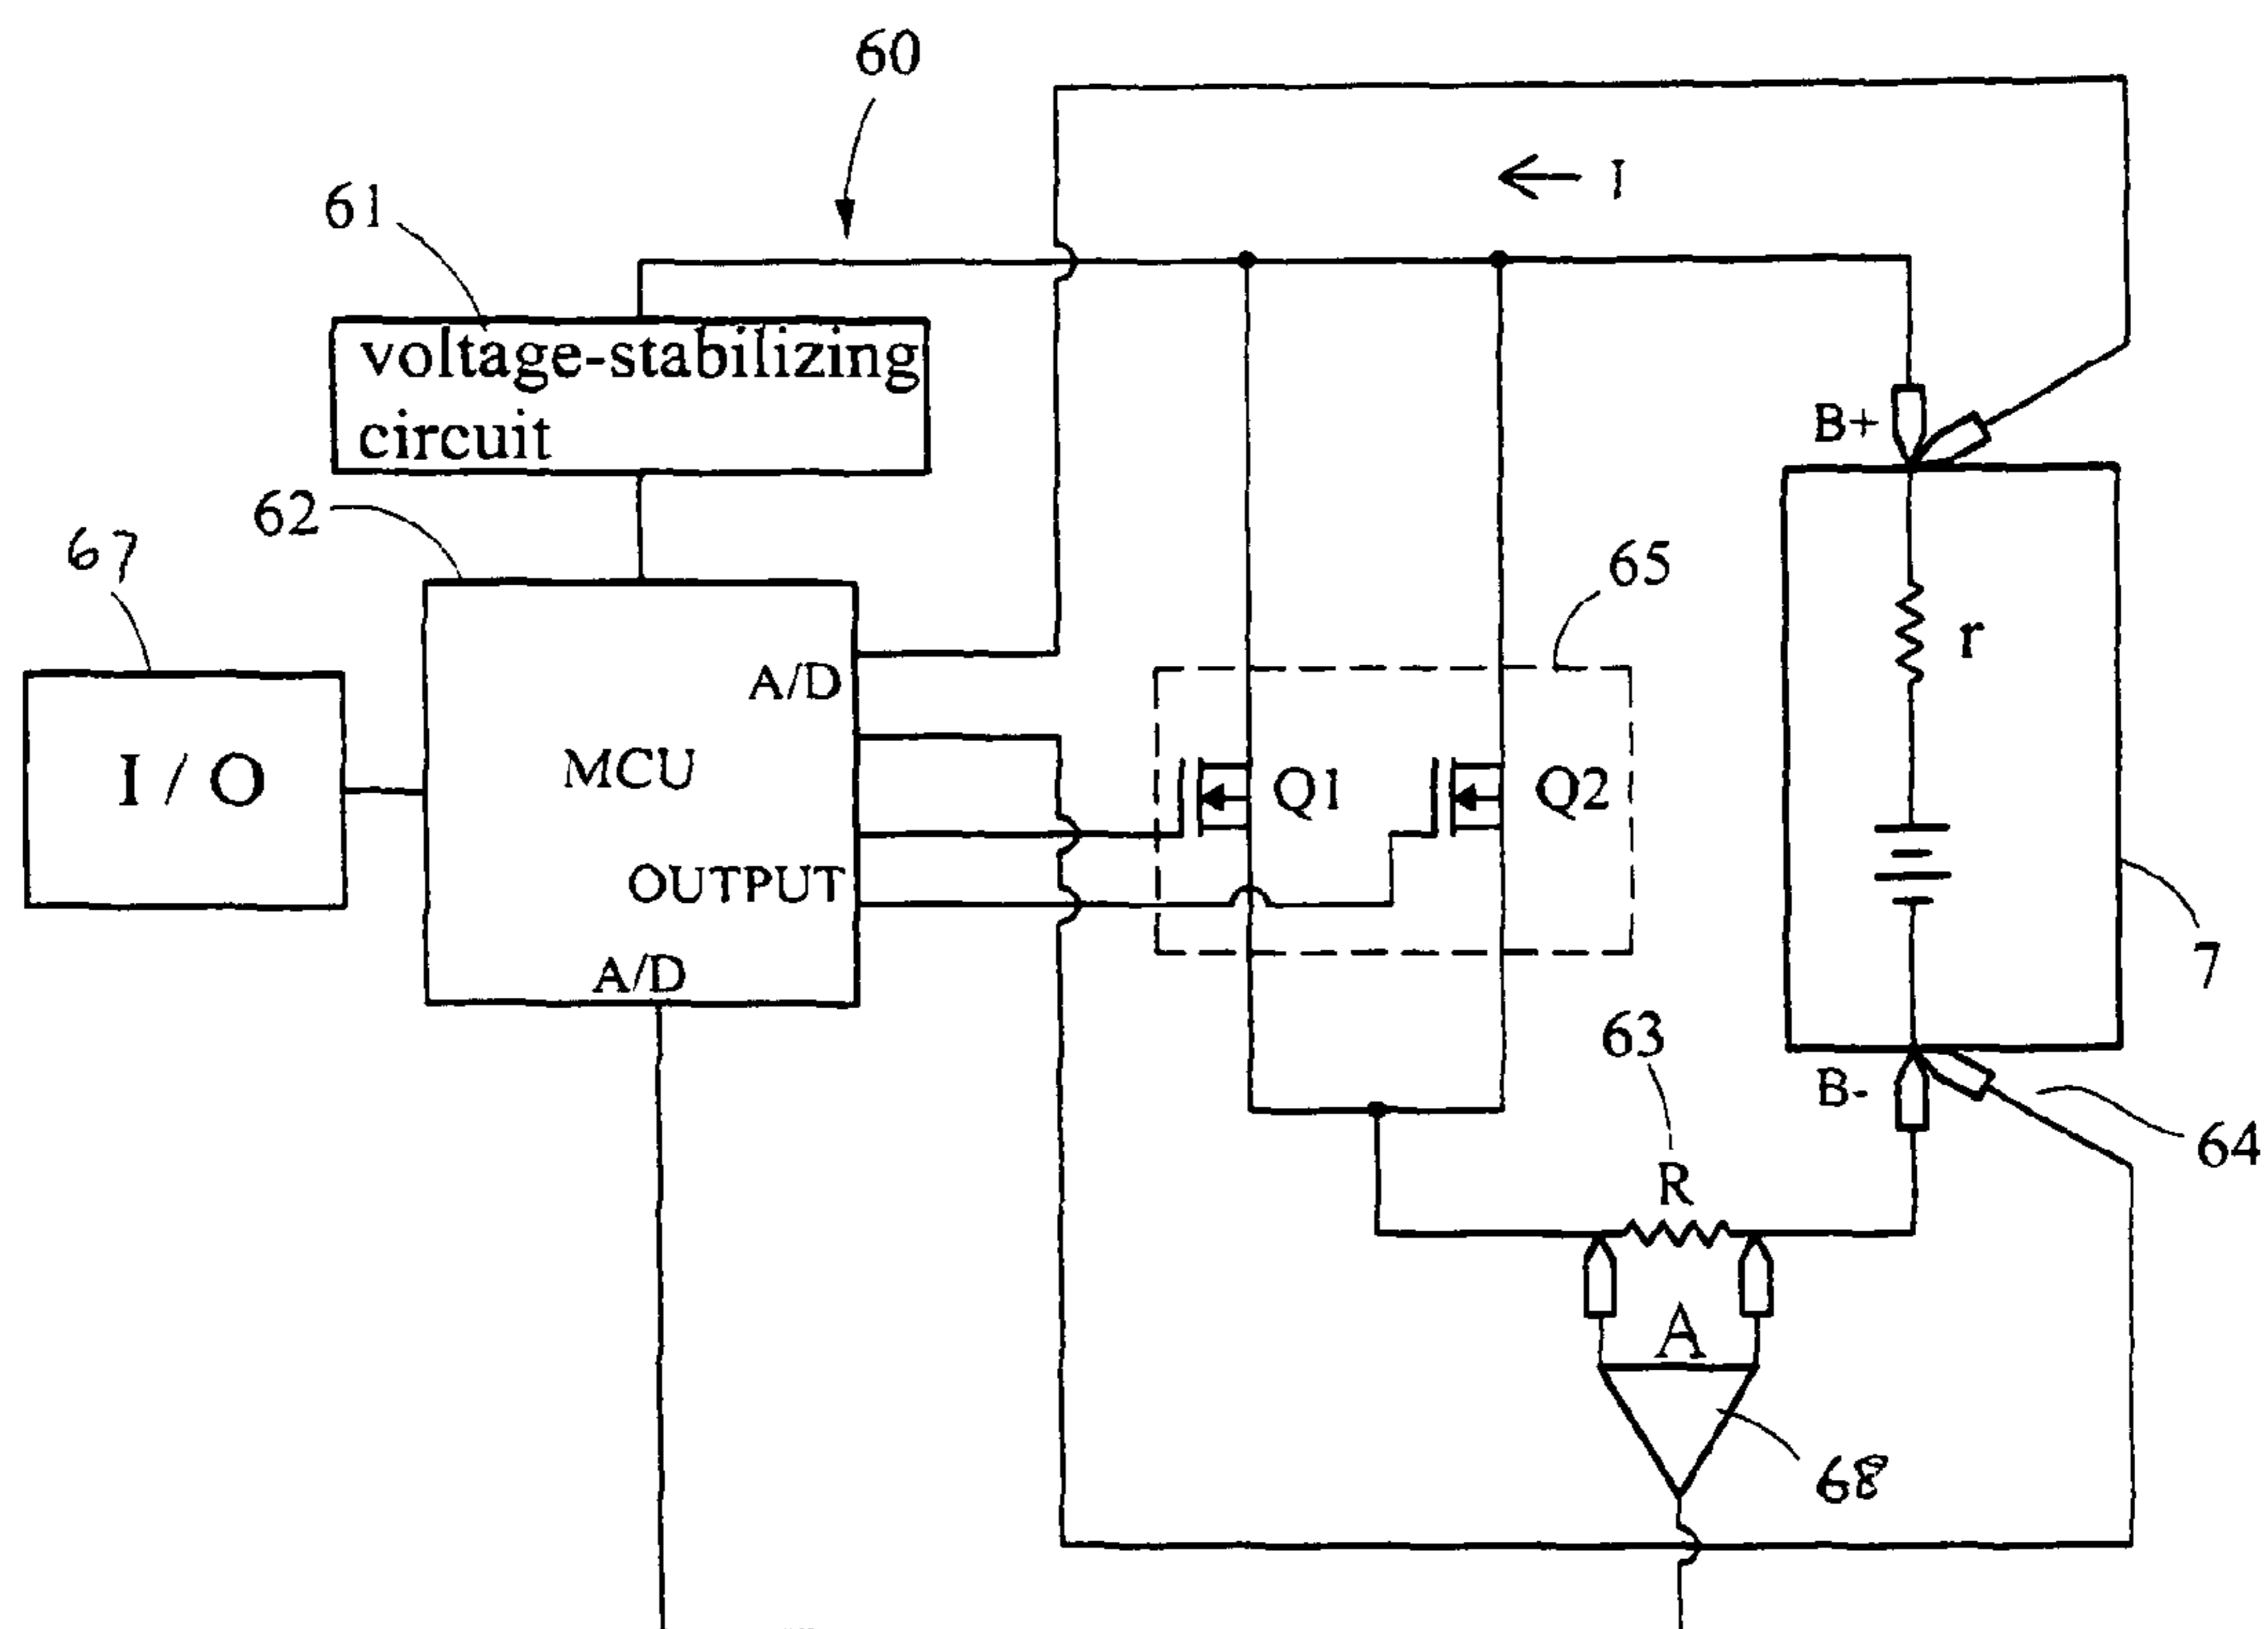 60
I
61
voltage-stabilizing
circuit
B+
62
67
65
r
A/D
I / O
MCU
Q1
Q2
OUTPUT
7
A/D
63
B-
64
R
A
68